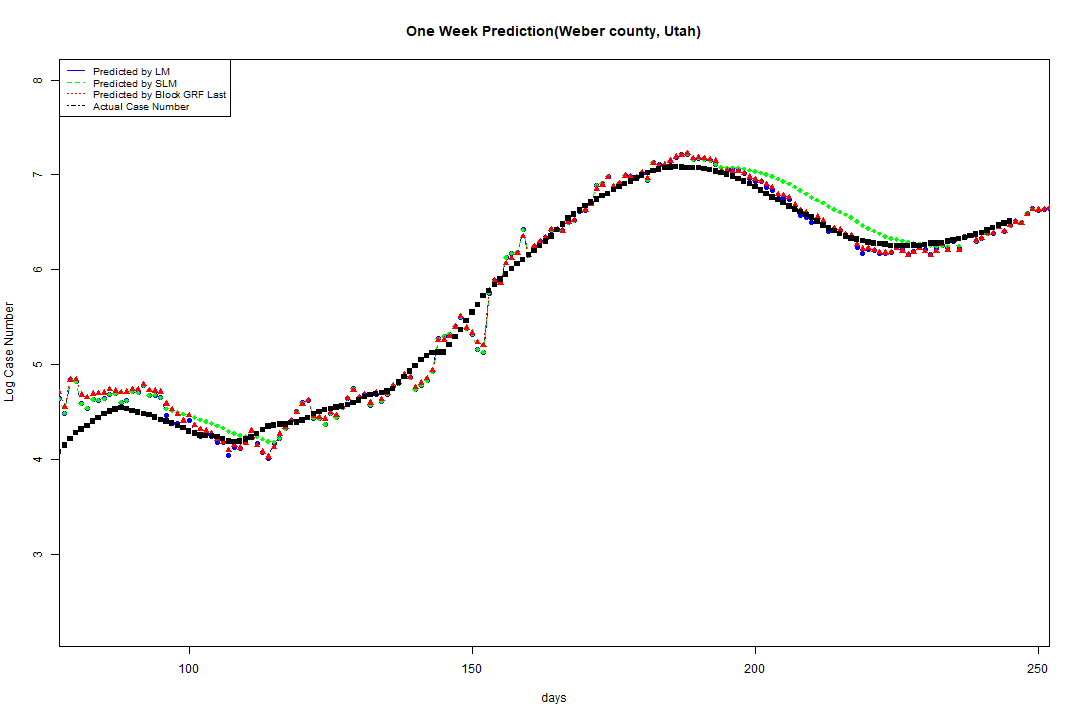 One Week Prediction(Weber county, Utah)
Predicted by LM
Predicted by SLM
Predicted by Block GRF Last
Actual Case Number
8
7
6
5
4
3
Log Case Number
100
150
200
250
days